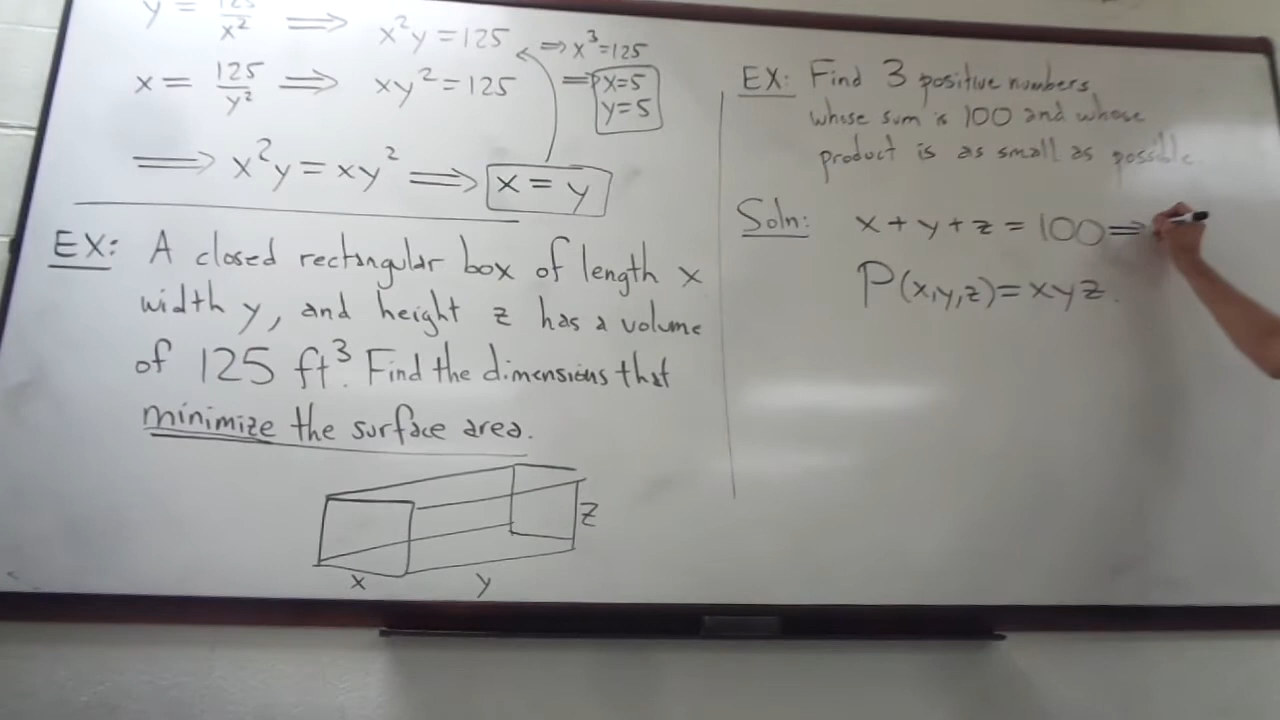 y = 125/x² ⟹ x²y = 125 ⟹ x³=125
x = 125/y² ⟹ xy² = 125 ⟹ x=5
y=5
⟹ x²y = xy² ⟹ x = y
EX: A closed rectangular box of length x
width y, and height z has a volume
of 125 ft³. Find the dimensions that
minimize the surface area.
z
x y
EX: Find 3 positive numbers
whose sum is 100 and whose
product is as small as possible
Soln: x + y + z = 100 ⟹
P(x,y,z) = xyz.